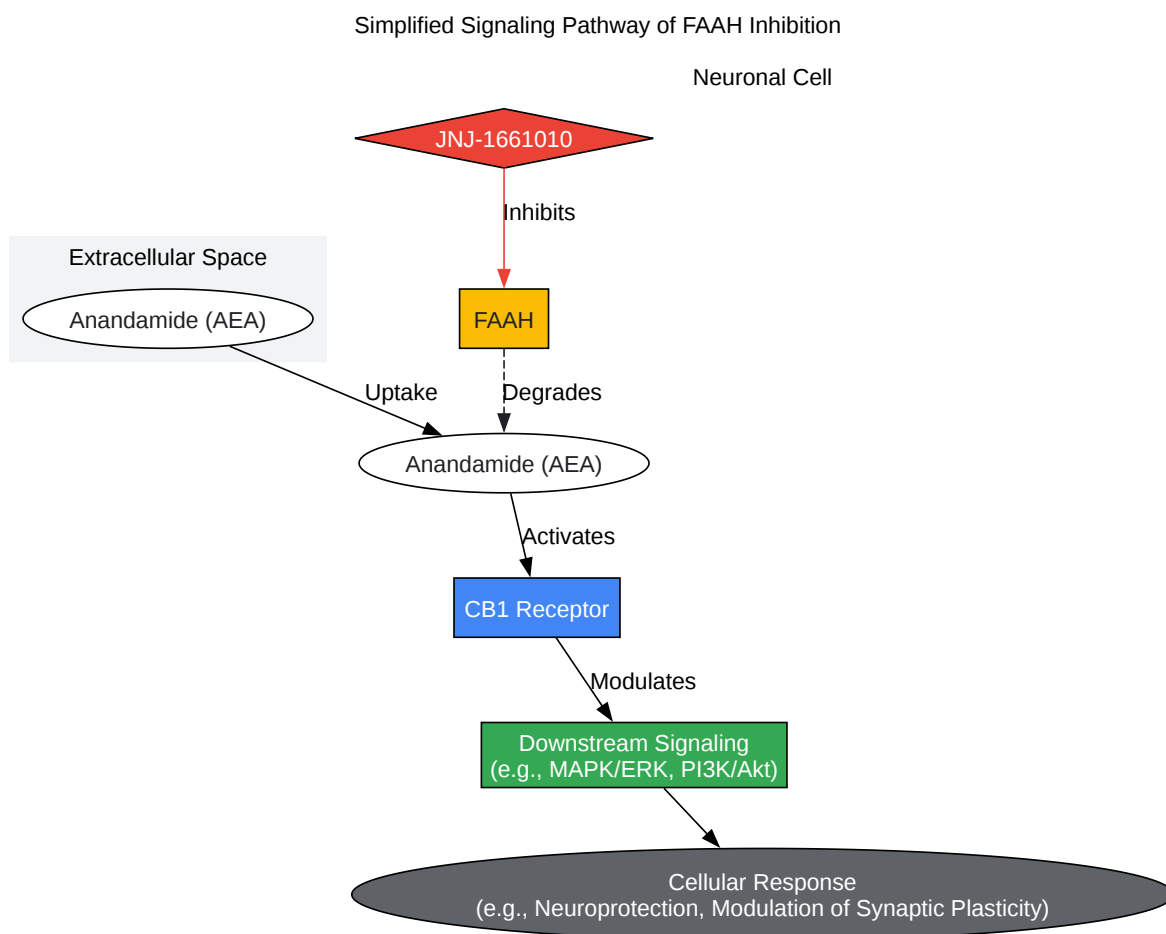 Simplified Signaling Pathway of FAAH Inhibition
Neuronal Cell
JNJ-1661010
Inhibits
Extracellular Space
Anandamide (AEA)
FAAH
Uptake
Degrades
Anandamide (AEA)
Activates
CB1 Receptor
Modulates
Downstream Signaling
(e.g., MAPK/ERK, PI3K/Akt)
Cellular Response
(e.g., Neuroprotection, Modulation of Synaptic Plasticity)